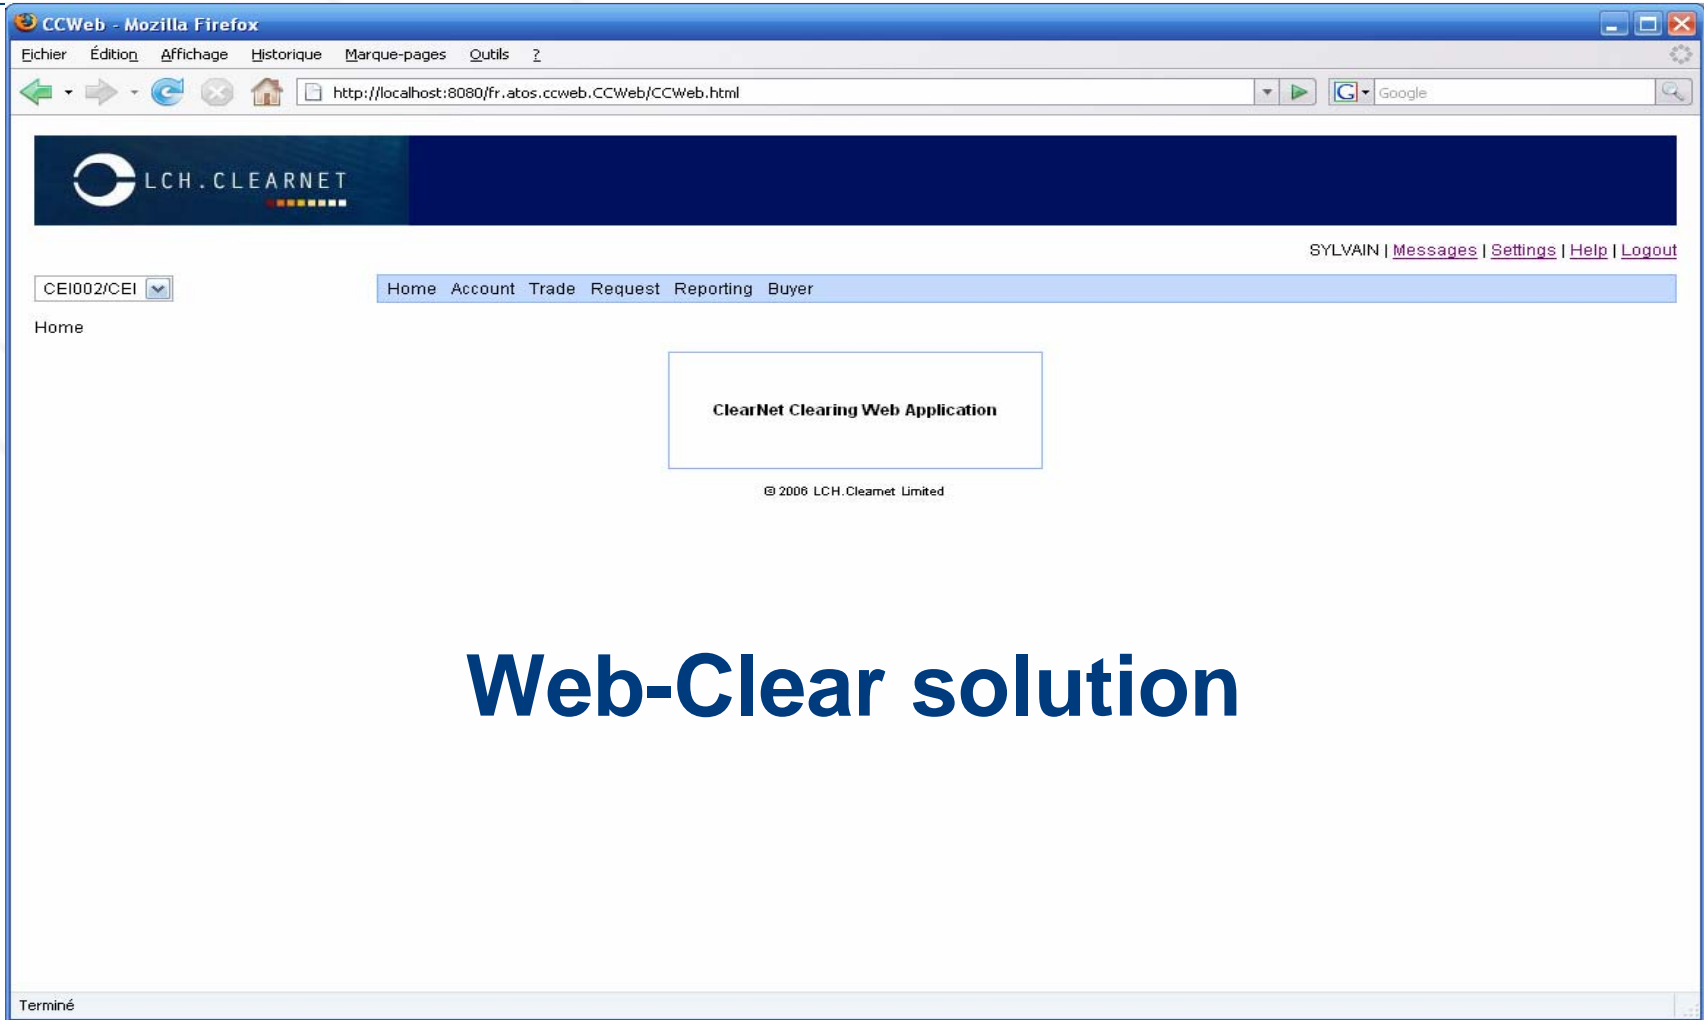 CCWeb - Mozilla Firefox
Fichier Édition Affichage Historique Marque-pages Outils ?
http://localhost:8080/fr.atos.ccweb.CCWeb/CCWeb.html
G Google
LCH.CLEARNET
SYLVAIN | Messages | Settings | Help | Logout
CEI002/CEI
Home Account Trade Request Reporting Buyer
Home
ClearNet Clearing Web Application
© 2006 LCH.Clearnet Limited
Web-Clear solution
Terminé